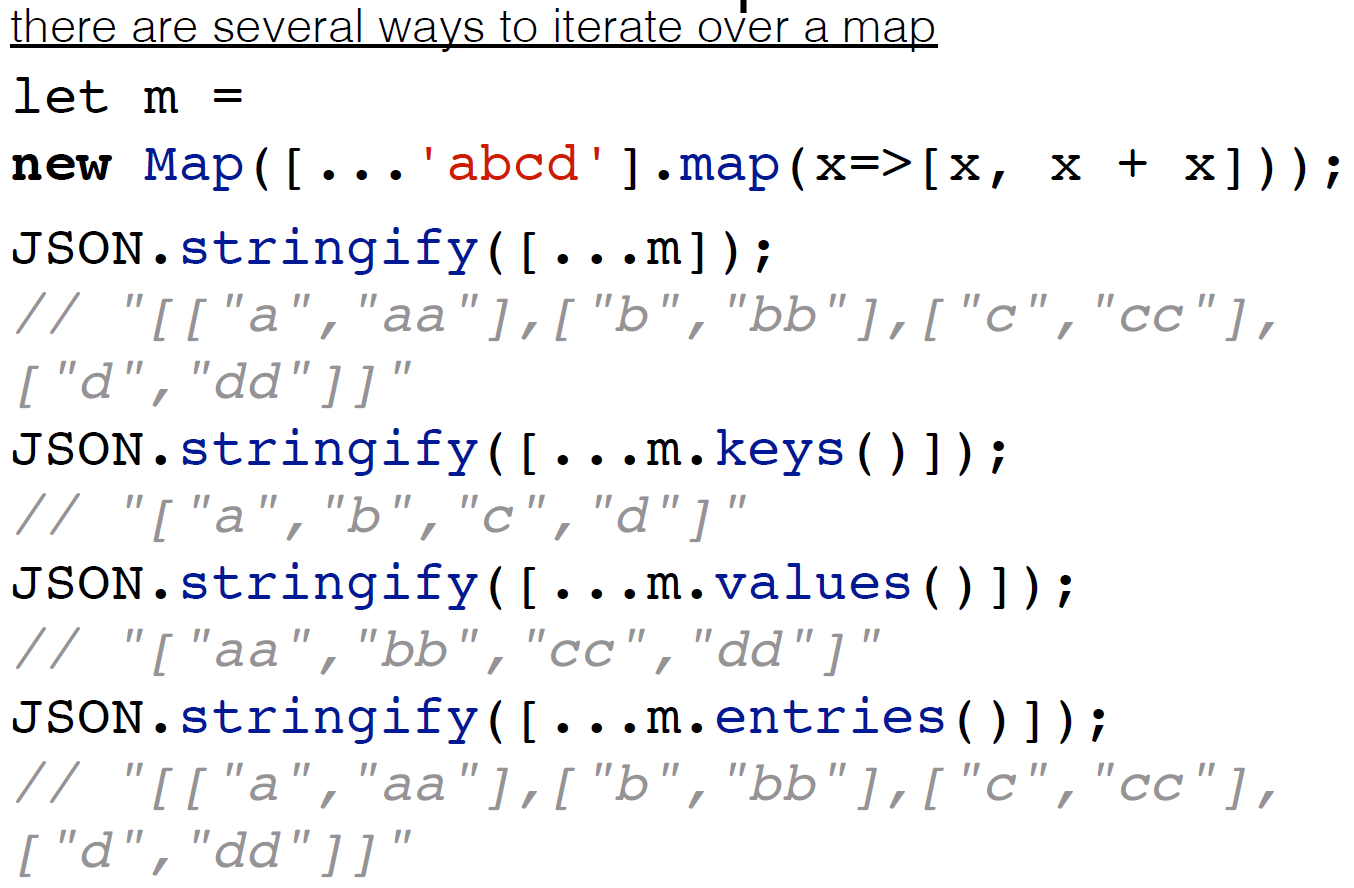 there are several ways to iterate over a map
let m =
new Map([...'abcd'].map(x=>[x, x + x]));
JSON.stringify([...m]);
// "[["a","aa"],["b","bb"],["c","cc"],
["d","dd"]]"
JSON.stringify([...m.keys()]);
// "["a","b","c","d"]"
JSON.stringify([...m.values()]);
// "["aa","bb","cc","dd"]"
JSON.stringify([...m.entries()]);
// "[["a","aa"],["b","bb"],["c","cc"],
["d","dd"]]"